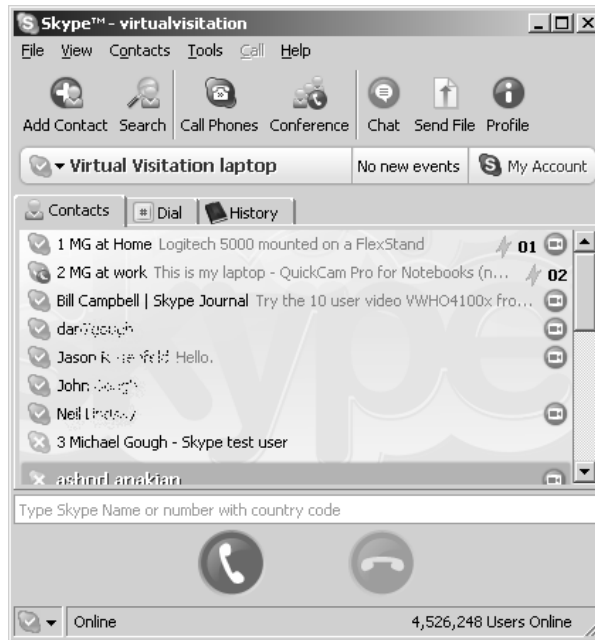 Skype™ - virtualvisitation
File View Contacts Tools Call Help
Add Contact Search Call Phones Conference Chat Send File Profile
Virtual Visitation laptop No new events My Account
Contacts # Dial History
1 MG at Home Logitech 5000 mounted on a FlexStand 01
2 MG at work This is my laptop - QuickCam Pro for Notebooks (n... 02
Bill Campbell | Skype Journal Try the 10 user video VWHO4100x fro...
Jason Hello.
John
Neil
3 Michael Gough - Skype test user
Type Skype Name or number with country code
Online 4,526,248 Users Online